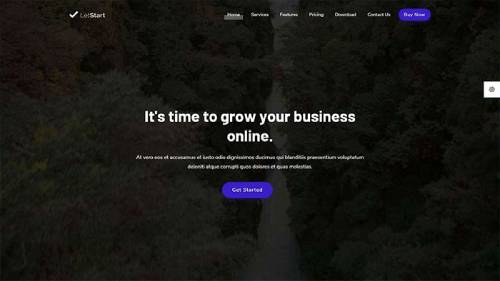 LetStart
Home Services Features Pricing Download Contact Us Buy Now
It's time to grow your business
online.
At vero eos et accusamus et iusto odio dignissimos ducimus qui blanditiis praesentium voluptatum
deleniti atque corrupti quos dolores et quas molestias.
Get Started